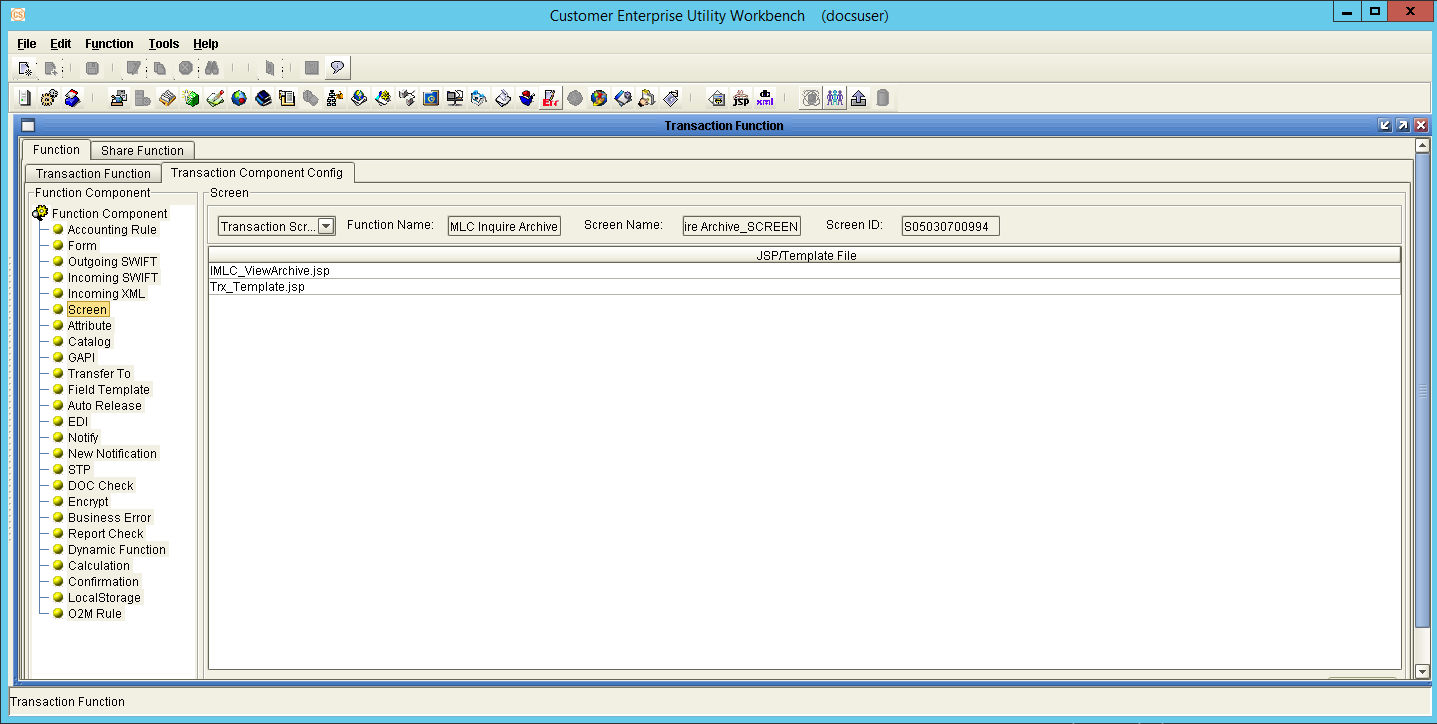 Customer Enterprise Utility Workbench (docsuser)
File Edit Function Tools Help
JSP
db
xml
Transaction Function
Function Share Function
Transaction Function Transaction Component Config
Function Component
Screen
Function Component
Accounting Rule
Form
Outgoing SWIFT
Incoming SWIFT
Incoming XML
Screen
Attribute
Catalog
GAPI
Transfer To
Field Template
Auto Release
EDI
Notify
New Notification
STP
DOC Check
Encrypt
Business Error
Report Check
Dynamic Function
Calculation
Confirmation
LocalStorage
O2M Rule
Transaction Scr... Function Name: MLC Inquire Archive Screen Name: ire Archive_SCREEN Screen ID: S05030700994
JSP/Template File
IMLC_ViewArchive.jsp
Trx_Template.jsp
Transaction Function